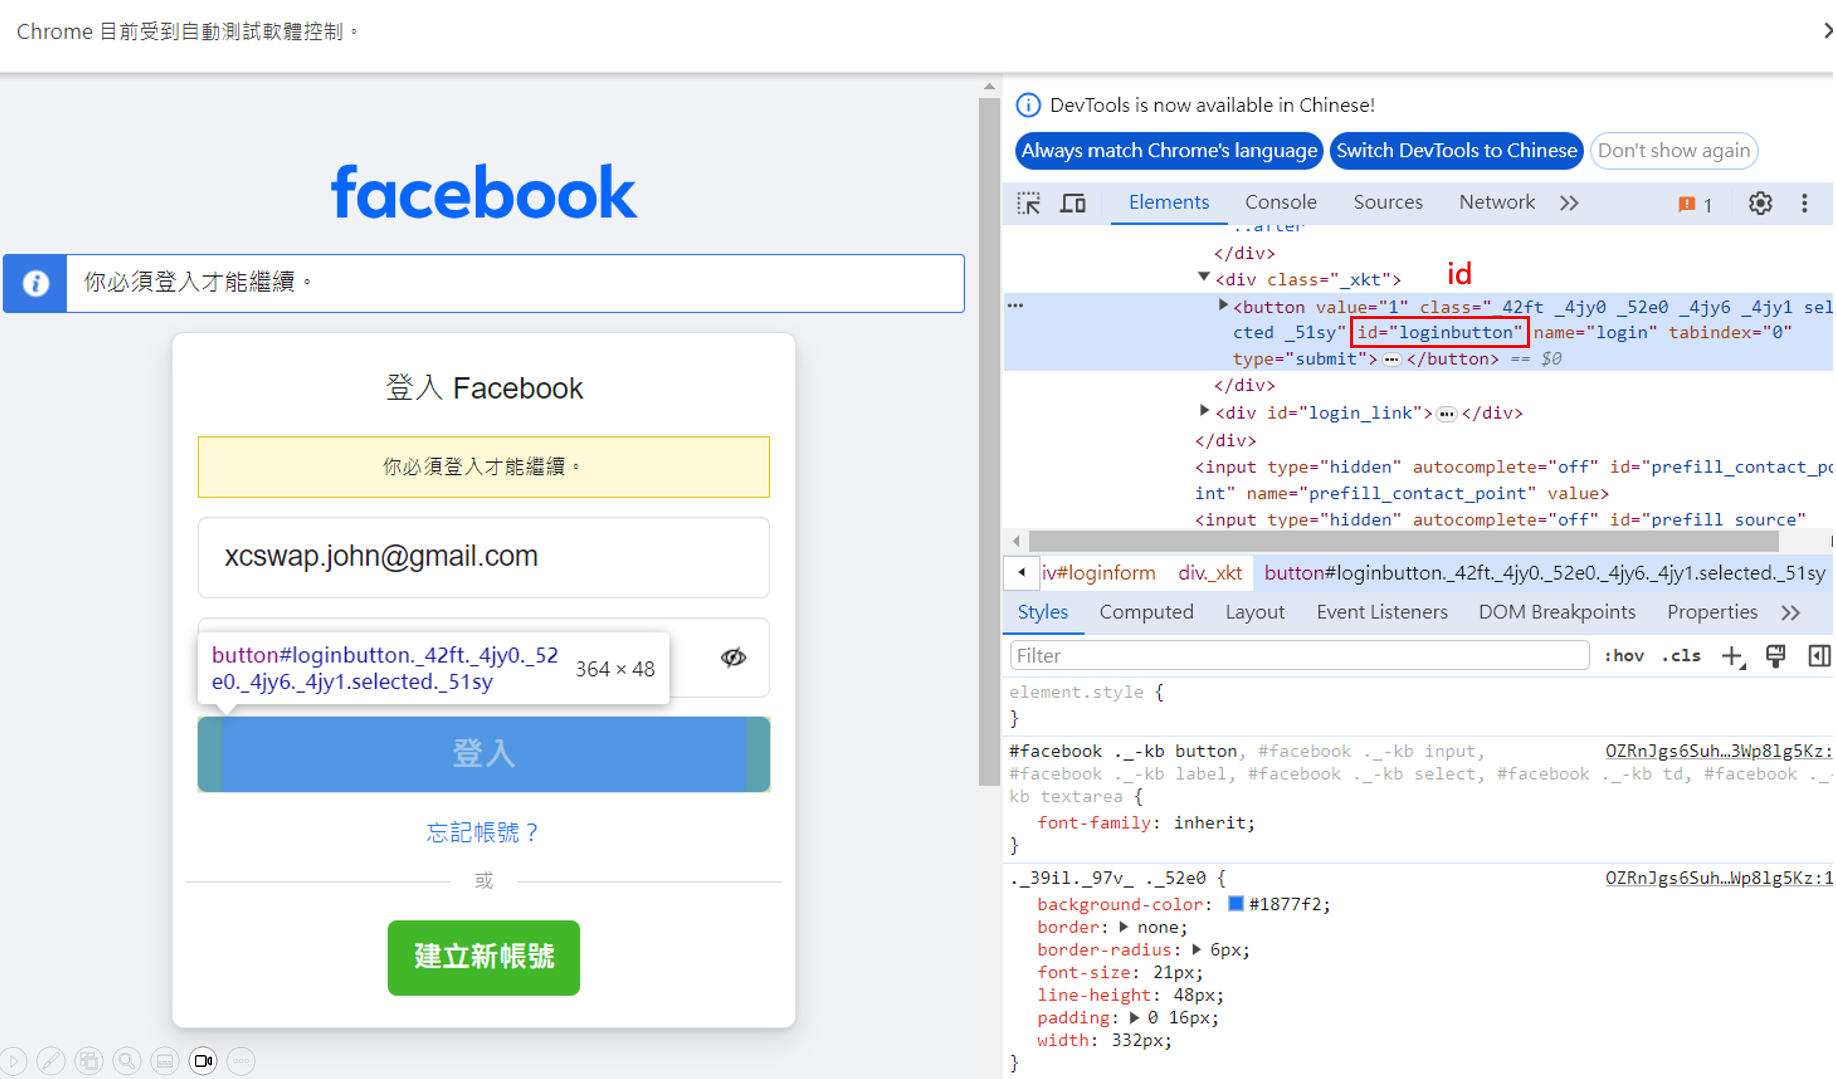 Chrome 目前受到自動測試軟體控制。
facebook
你必須登入才能繼續。
登入 Facebook
你必須登入才能繼續。
xcswap.john@gmail.com
button#loginbutton._42ft._4jy0._52
e0._4jy6._4jy1.selected._51sy
364 × 48
登入
忘記帳號？
或
建立新帳號
DevTools is now available in Chinese!
Always match Chrome's language
Switch DevTools to Chinese
Don't show again
Elements
Console
Sources
Network
1
::after
</div>
<div class="_xkt">
id
<button value="1" class="_42ft _4jy0 _52e0 _4jy6 _4jy1 sel
cted _51sy" id="loginbutton" name="login" tabindex="0"
type="submit"> ••• </button> == $0
</div>
<div id="login_link"> ••• </div>
</div>
<input type="hidden" autocomplete="off" id="prefill_contact_po
int" name="prefill_contact_point" value>
<input type="hidden" autocomplete="off" id="prefill_source"
iv#loginform
div._xkt
button#loginbutton._42ft._4jy0._52e0._4jy6._4jy1.selected._51sy
Styles
Computed
Layout
Event Listeners
DOM Breakpoints
Properties
Filter
:hov
.cls
element.style {
}
#facebook ._-kb button, #facebook ._-kb input,
OZRnJgs6Suh…3Wp8lg5Kz:
#facebook ._-kb label, #facebook ._-kb select, #facebook ._-kb td, #facebook ._-
kb textarea {
font-family: inherit;
}
._39il._97v_ ._52e0 {
OZRnJgs6Suh…Wp8lg5Kz:1
background-color: #1877f2;
border: none;
border-radius: 6px;
font-size: 21px;
line-height: 48px;
padding: 0 16px;
width: 332px;
}